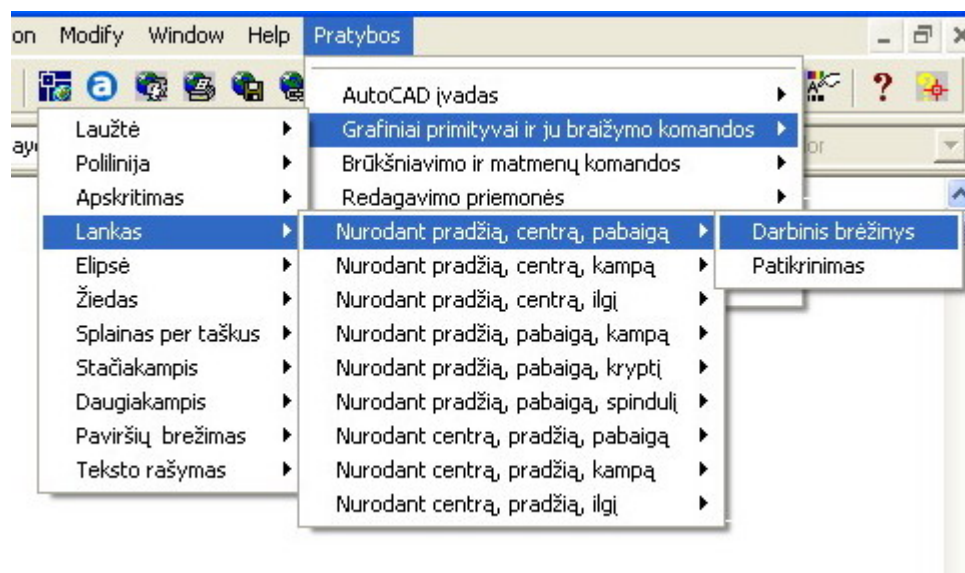 on Modify Window Help Pratybos
AutoCAD įvadas
Grafiniai primityvai ir ju braižymo komandos
Brūkšniavimo ir matmenų komandos
Redagavimo priemonės
Laužtė
Polilinija
Apskritimas
Lankas
Elipsė
Žiedas
Splainas per taškus
Stačiakampis
Daugiakampis
Paviršių brežimas
Teksto rašymas
Nurodant pradžią, centrą, pabaigą
Nurodant pradžią, centrą, kampą
Nurodant pradžią, centrą, ilgį
Nurodant pradžią, pabaigą, kampą
Nurodant pradžią, pabaigą, kryptį
Nurodant pradžią, pabaigą, spindulį
Nurodant centrą, pradžią, pabaigą
Nurodant centrą, pradžią, kampą
Nurodant centrą, pradžią, ilgį
Darbinis brėžinys
Patikrinimas